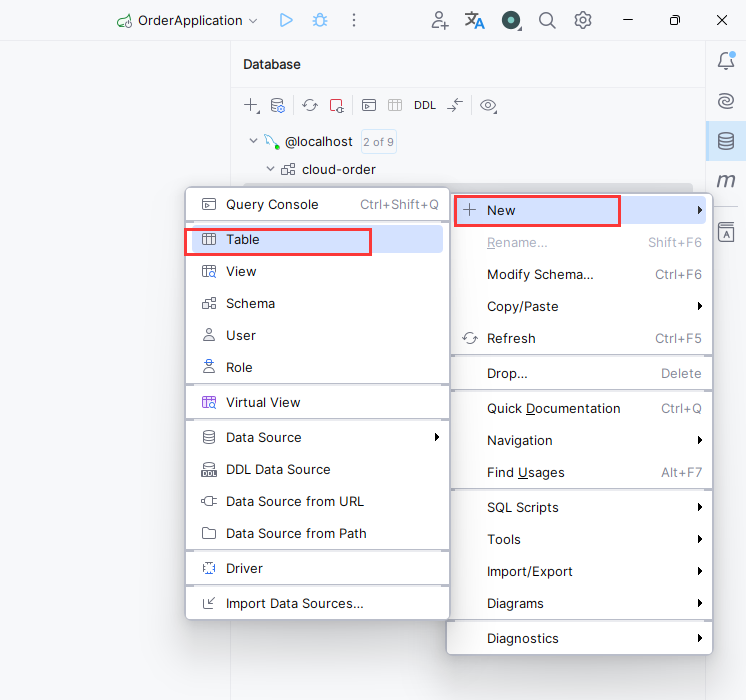 OrderApplication
Database
DDL
@localhost 2 of 9
cloud-order
Query Console Ctrl+Shift+Q
Table
View
Schema
User
Role
Virtual View
Data Source
DDL Data Source
Data Source from URL
Data Source from Path
Driver
Import Data Sources...
New
Rename... Shift+F6
Modify Schema... Ctrl+F6
Copy/Paste
Refresh Ctrl+F5
Drop... Delete
Quick Documentation Ctrl+Q
Navigation
Find Usages Alt+F7
SQL Scripts
Tools
Import/Export
Diagrams
Diagnostics